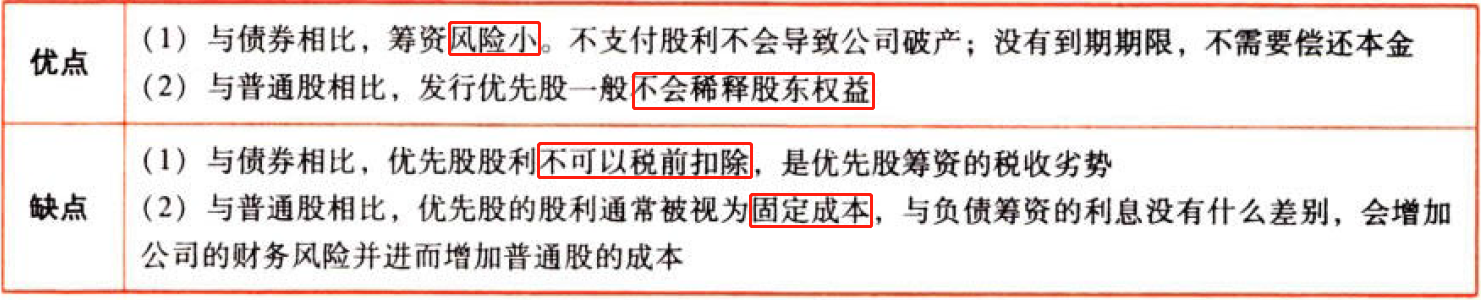 优点
(1) 与债券相比，筹资风险小。不支付股利不会导致公司破产；没有到期期限，不需要偿还本金
(2) 与普通股相比，发行优先股一般不会稀释股东权益
缺点
(1) 与债券相比，优先股股利不可以税前扣除，是优先股筹资的税收劣势
(2) 与普通股相比，优先股的股利通常被视为固定成本，与负债筹资的利息没有什么差别，会增加
公司的财务风险并进而增加普通股的成本